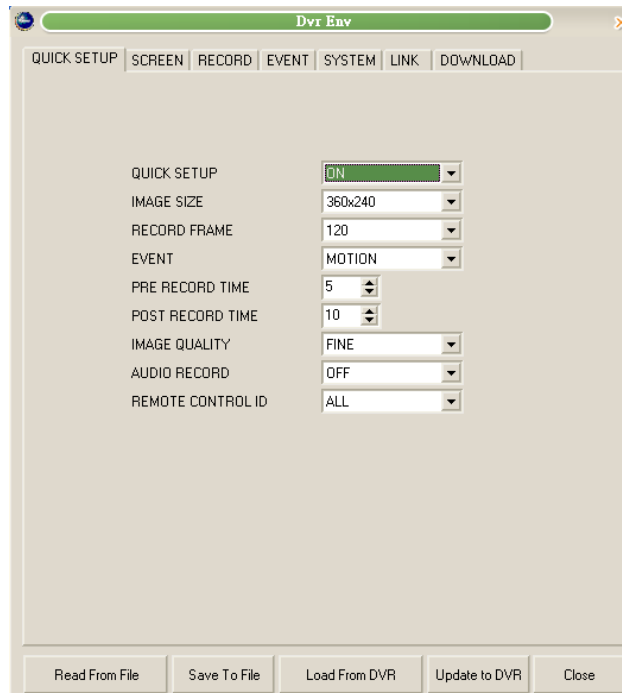 Dvr Env
QUICK SETUP SCREEN RECORD EVENT SYSTEM LINK DOWNLOAD
QUICK SETUP ON
IMAGE SIZE 360x240
RECORD FRAME 120
EVENT MOTION
PRE RECORD TIME 5
POST RECORD TIME 10
IMAGE QUALITY FINE
AUDIO RECORD OFF
REMOTE CONTROL ID ALL
Read From File Save To File Load From DVR Update to DVR Close